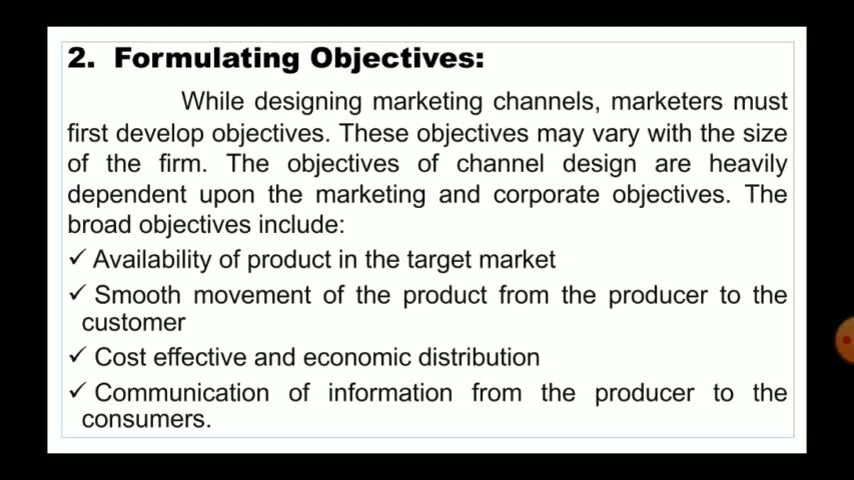 2. Formulating Objectives:
While designing marketing channels, marketers must
first develop objectives. These objectives may vary with the size
of the firm. The objectives of channel design are heavily
dependent upon the marketing and corporate objectives. The
broad objectives include:
✓ Availability of product in the target market
✓ Smooth movement of the product from the producer to the
customer
✓ Cost effective and economic distribution
✓ Communication of information from the producer to the
consumers.